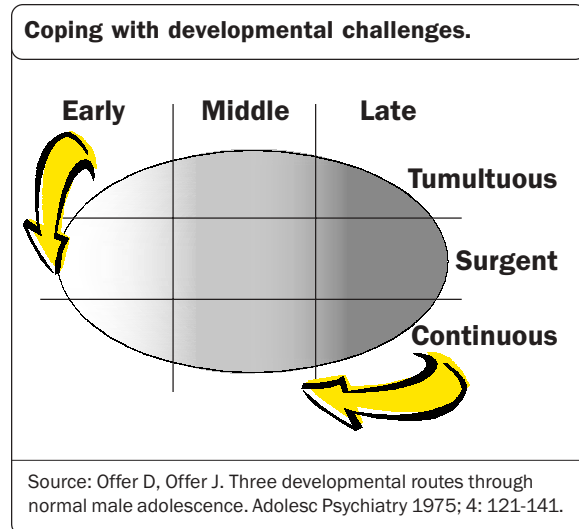 Coping with developmental challenges.
Early Middle Late
Tumultuous
Surgent
Continuous
Source: Offer D, Offer J. Three developmental routes through
normal male adolescence. Adolesc Psychiatry 1975; 4: 121-141.